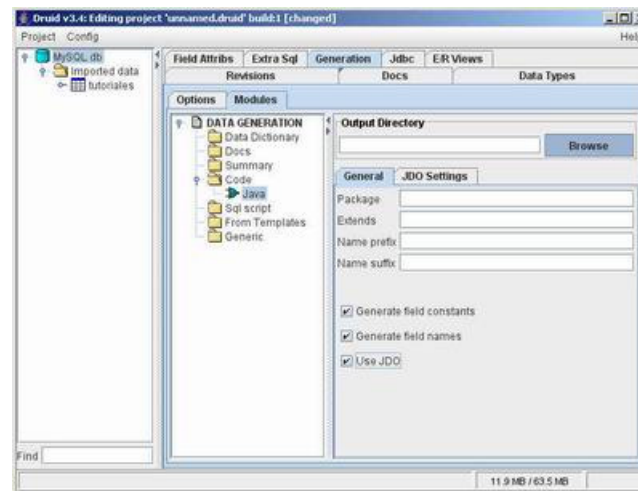 Druid v3.4: Editing project 'unnamed.druid' build:1 [changed]
Project Config Hel
MySQL db
Imported data
tutoriales
Find
Field Attribs Extra Sql Generation Jdbc E/R Views
Revisions Docs Data Types
Options Modules
DATA GENERATION
Data Dictionary
Docs
Summary
Code
Java
Sql script
From Templates
Generic
Output Directory
Browse
General JDO Settings
Package
Extends
Name prefix
Name suffix
Generate field constants
Generate field names
Use JDO
11.9 MB / 63.5 MB